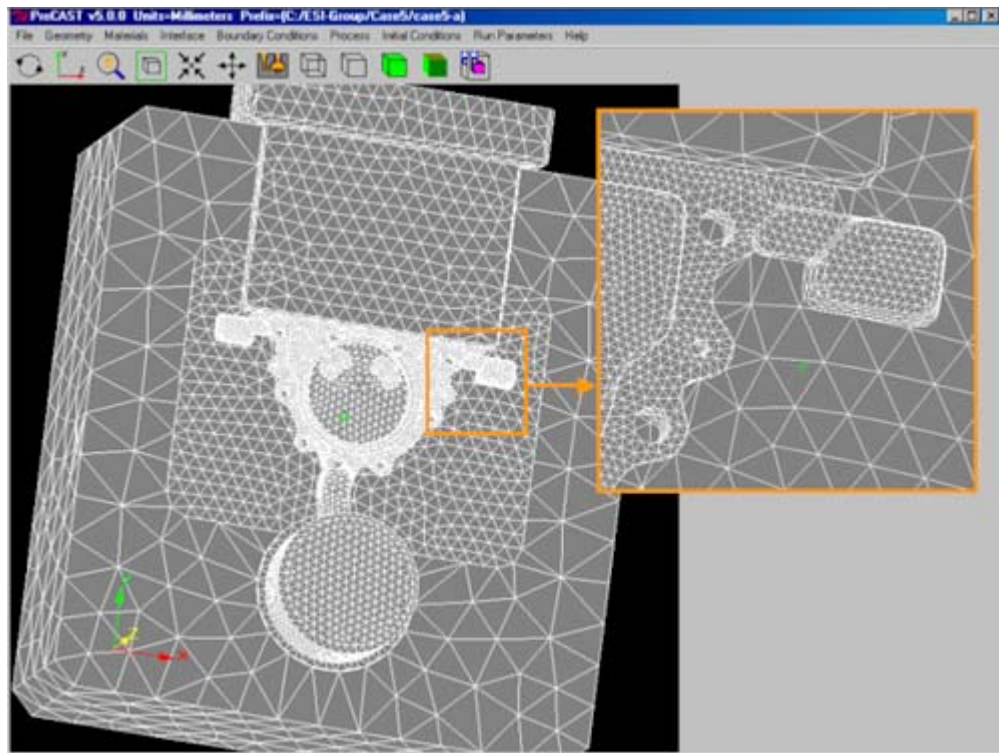 ProCAST v5.0.0 Units=Millimeters Prefix=(C:/ESI-Group/Case5/case5-a)
File Geometry Materials Interface Boundary Conditions Process Initial Conditions Run Parameters Help
Z
X